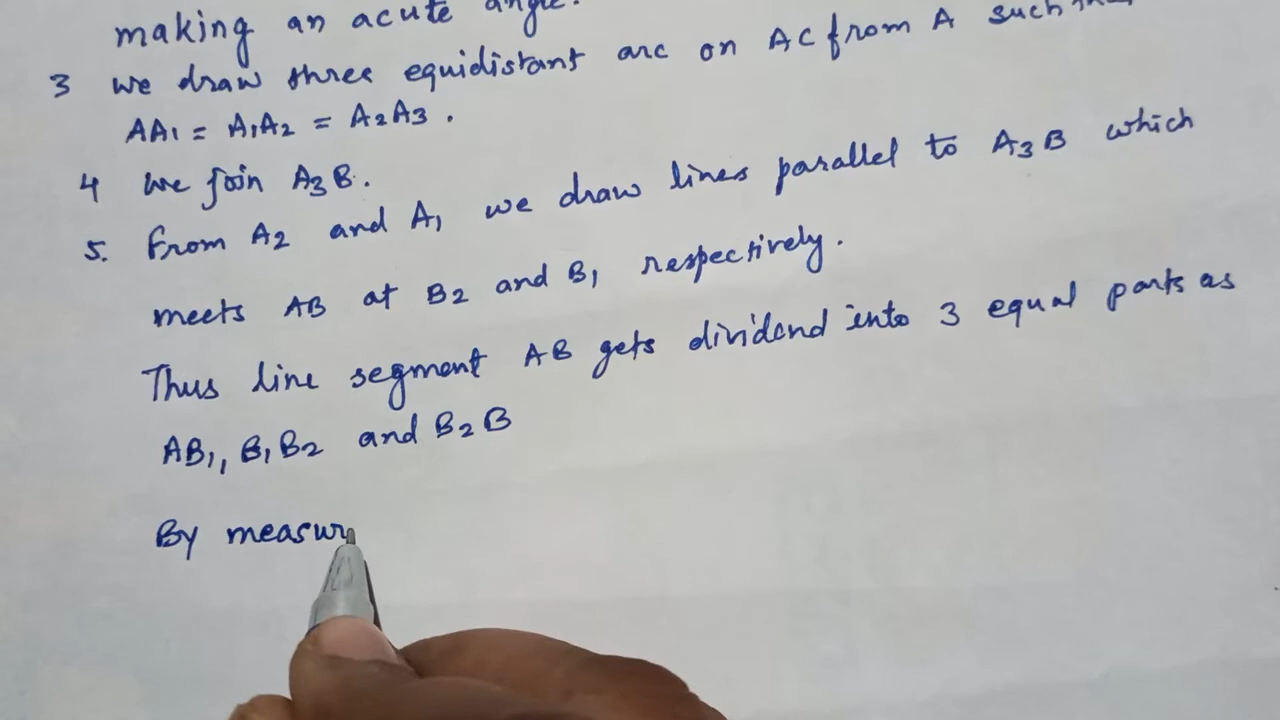 making an acute angle.
3 we draw three equidistant arc on AC from A such that
AA1 = A1A2 = A2A3 .
4 we join A3B.
5. From A2 and A1 we draw lines parallel to A3B which
meets AB at B2 and B1 respectively.
Thus line segment AB gets dividend into 3 equal parts as
AB1, B1B2 and B2B
By measur